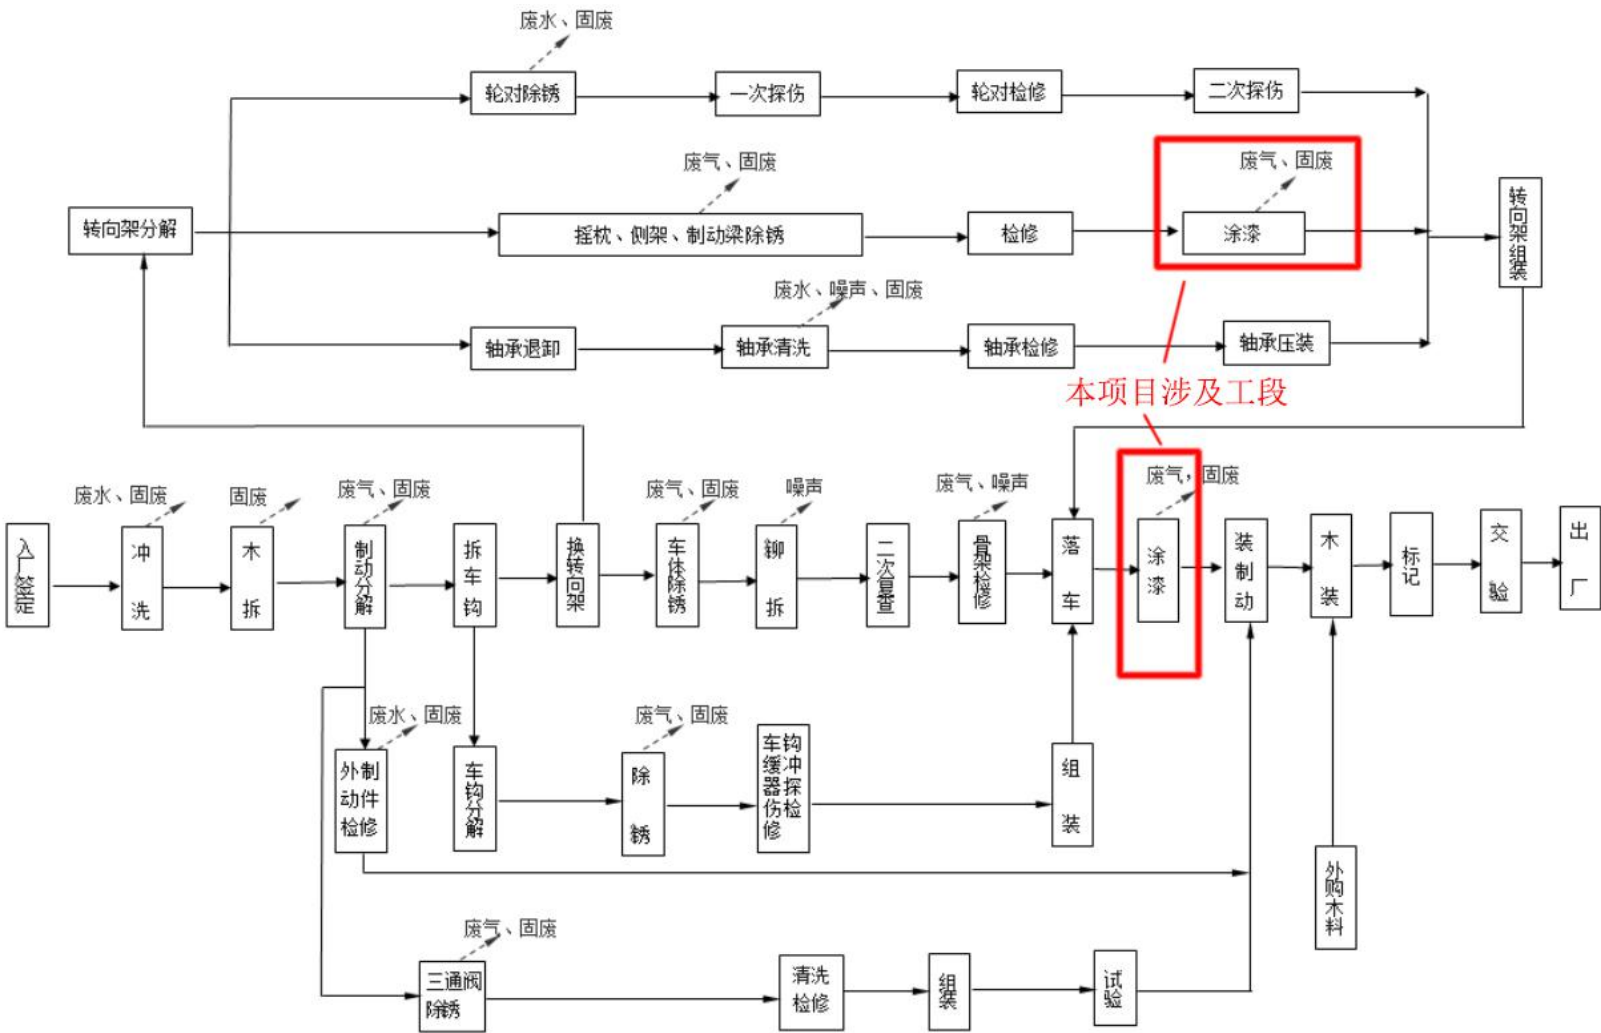 废水、固废
轮对除锈
一次探伤
轮对检修
二次探伤
废气、固废
废气、固废
转向架分解
摇枕、侧架、制动梁除锈
检修
涂漆
转向架组装
废水、噪声、固废
轴承退卸
轴承清洗
轴承检修
轴承压装
本项目涉及工段
废水、固废
固废
废气、固废
废气、固废
噪声
废气、噪声
废气，固废
入厂签定
冲洗
木拆
制动分解
拆车钩
换转向架
车体除锈
铆拆
二次复查
骨架检修
落车
涂漆
装制动
木装
标记
交验
出厂
废水、固废
废气、固废
外制
动件
检修
车钩分解
除锈
车钩
缓冲
器探
伤检
修
组装
外购木料
废气、固废
三通阀
除锈
清洗
检修
组装
试验